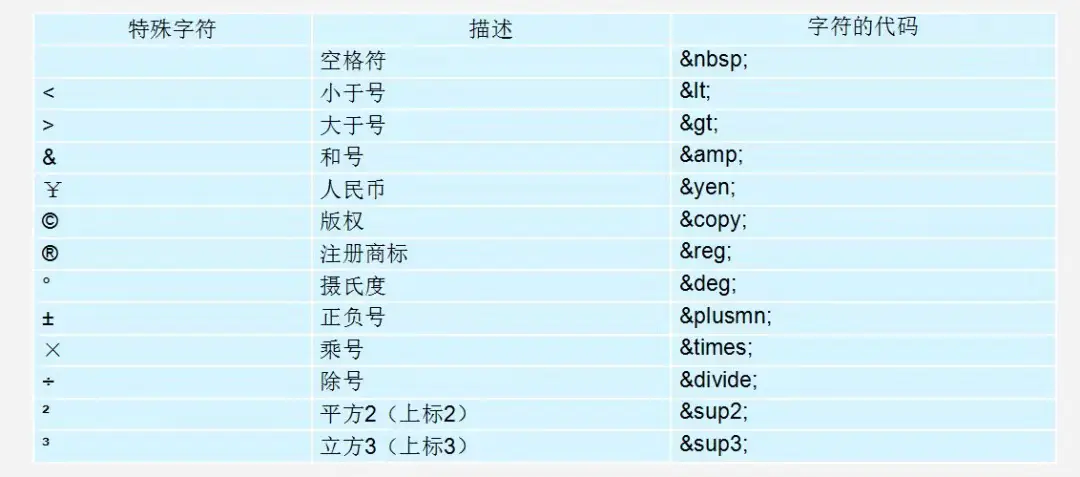 特殊字符 描述 字符的代码
空格符 &nbsp;
< 小于号 &lt;
> 大于号 &gt;
& 和号 &amp;
￥ 人民币 &yen;
© 版权 &copy;
® 注册商标 &reg;
° 摄氏度 &deg;
± 正负号 &plusmn;
× 乘号 &times;
÷ 除号 &divide;
² 平方2（上标2） &sup2;
³ 立方3（上标3） &sup3;